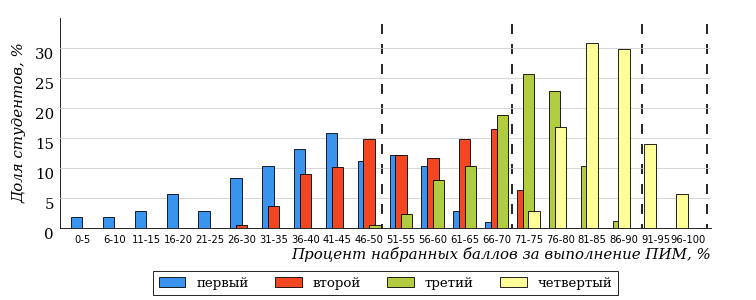 Доля студентов, %
30
25
20
15
10
5
0
0-5 6-10 11-15 16-20 21-25 26-30 31-35 36-40 41-45 46-50 51-55 56-60 61-65 66-70 71-75 76-80 81-85 86-90 91-95 96-100
Процент набранных баллов за выполнение ПИМ, %
первый второй третий четвертый